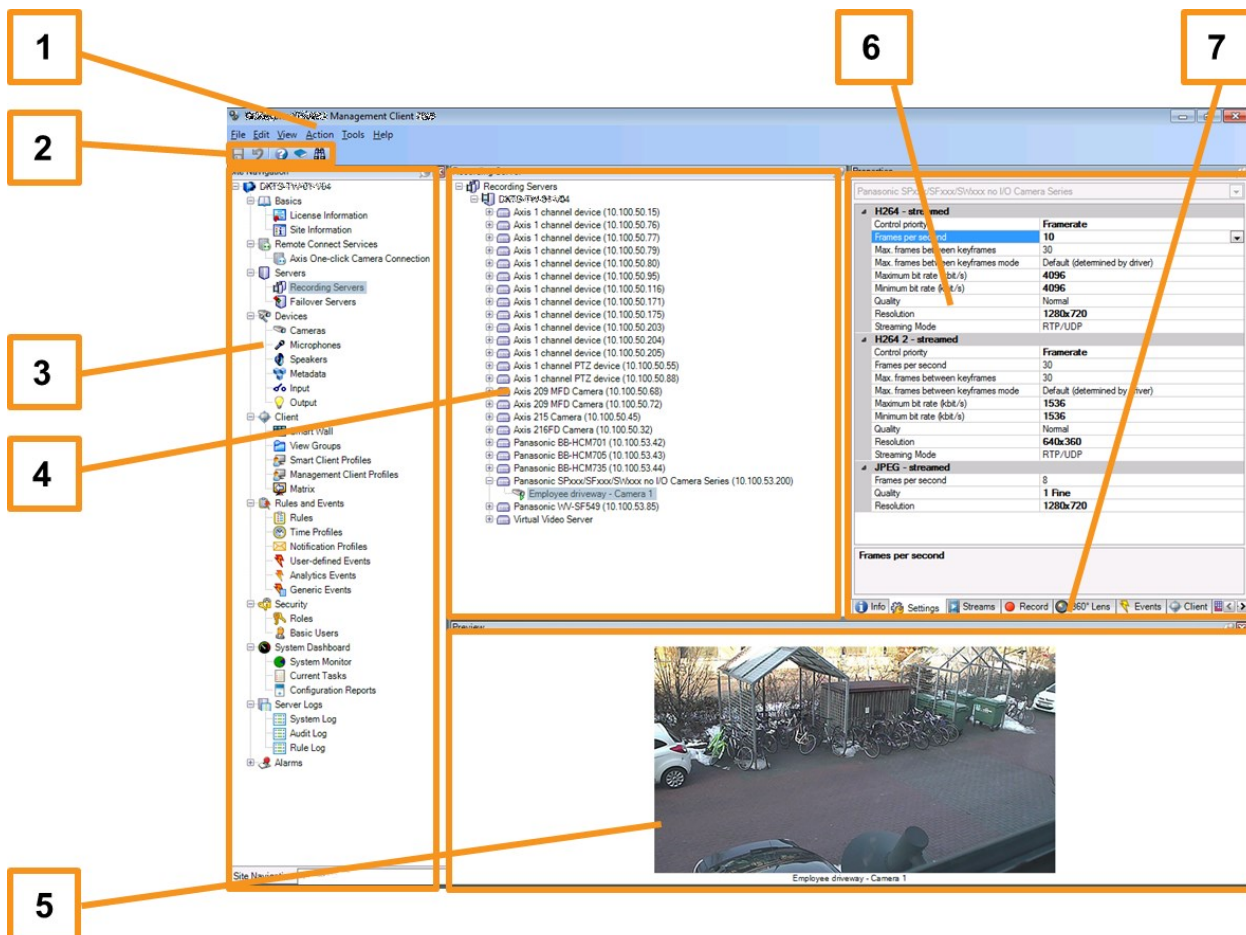 1
6
7
2
3
4
5
Management Client
File Edit View Action Tools Help
Site Navigation
DKTS-TW-01-V04
Basics
License Information
Site Information
Remote Connect Services
Axis One-click Camera Connection
Servers
Recording Servers
Failover Servers
Devices
Cameras
Microphones
Speakers
Metadata
Input
Output
Client
Smart Wall
View Groups
Smart Client Profiles
Management Client Profiles
Matrix
Rules and Events
Rules
Time Profiles
Notification Profiles
User-defined Events
Analytics Events
Generic Events
Security
Roles
Basic Users
System Dashboard
System Monitor
Current Tasks
Configuration Reports
Server Logs
System Log
Audit Log
Rule Log
Alarms
Site Navigation
Recording Server
Recording Servers
DKTS-TW-01-V04
Axis 1 channel device (10.100.50.15)
Axis 1 channel device (10.100.50.76)
Axis 1 channel device (10.100.50.77)
Axis 1 channel device (10.100.50.79)
Axis 1 channel device (10.100.50.80)
Axis 1 channel device (10.100.50.95)
Axis 1 channel device (10.100.50.116)
Axis 1 channel device (10.100.50.171)
Axis 1 channel device (10.100.50.175)
Axis 1 channel device (10.100.50.203)
Axis 1 channel device (10.100.50.204)
Axis 1 channel device (10.100.50.205)
Axis 1 channel PTZ device (10.100.50.55)
Axis 1 channel PTZ device (10.100.50.88)
Axis 209 MFD Camera (10.100.50.68)
Axis 209 MFD Camera (10.100.50.72)
Axis 215 Camera (10.100.50.45)
Axis 216FD Camera (10.100.50.32)
Panasonic BB-HCM701 (10.100.53.42)
Panasonic BB-HCM705 (10.100.53.43)
Panasonic BB-HCM735 (10.100.53.44)
Panasonic SPxxx/SFxxx/SWxxx no I/O Camera Series (10.100.53.200)
Employee driveway - Camera 1
Panasonic WV-SF549 (10.100.53.85)
Virtual Video Server
Properties
Panasonic SPxxx/SFxxx/SWxxx no I/O Camera Series
H264 - streamed
Control priority Framerate
Frames per second 10
Max. frames between keyframes 30
Max. frames between keyframes mode Default (determined by driver)
Maximum bit rate (kbit/s) 4096
Minimum bit rate (kbit/s) 4096
Quality Normal
Resolution 1280x720
Streaming Mode RTP/UDP
H264 2 - streamed
Control priority Framerate
Frames per second 30
Max. frames between keyframes 30
Max. frames between keyframes mode Default (determined by driver)
Maximum bit rate (kbit/s) 1536
Minimum bit rate (kbit/s) 1536
Quality Normal
Resolution 640x360
Streaming Mode RTP/UDP
JPEG - streamed
Frames per second 8
Quality 1 Fine
Resolution 1280x720
Frames per second
Info Settings Streams Record 360° Lens Events Client
Preview
Employee driveway - Camera 1